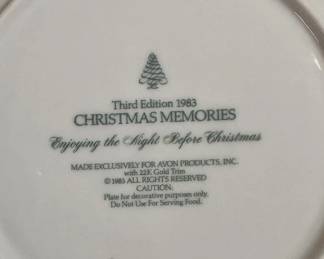 Third Edition 1983
CHRISTMAS MEMORIES
Enjoying the Night Before Christmas
MADE EXCLUSIVELY FOR AVON PRODUCTS, INC.
with 22K Gold Trim
© 1983 ALL RIGHTS RESERVED
CAUTION:
Plate for decorative purposes only.
Do Not Use For Serving Food.